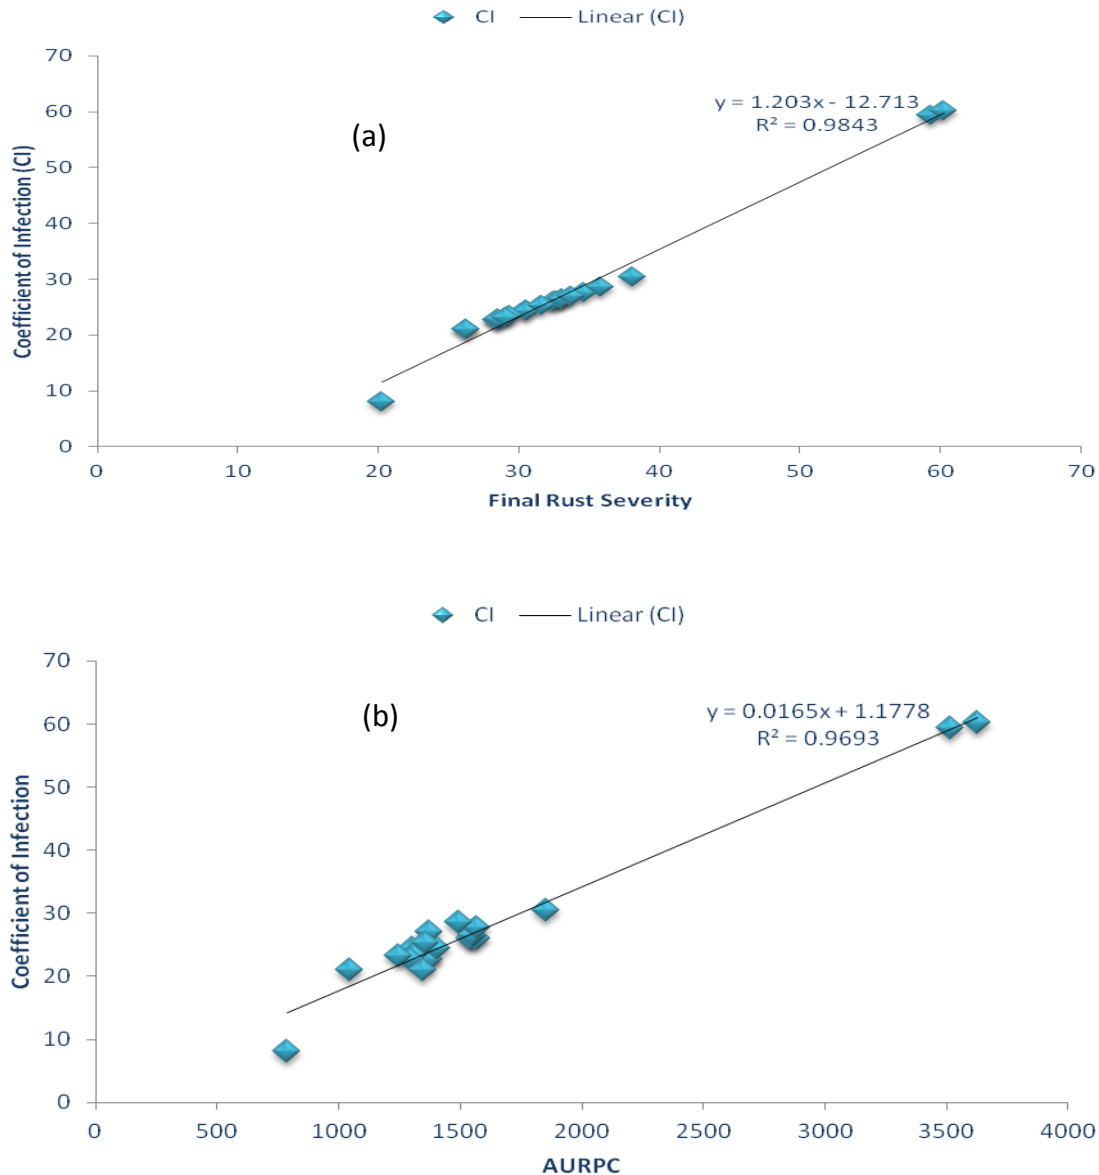 CI Linear (CI)
70
60
50
40
30
20
10
0
Coefficient of Infection (CI)
(a)
y = 1.203x - 12.713
R² = 0.9843
0 10 20 30 40 50 60 70
Final Rust Severity
CI Linear (CI)
70
60
50
40
30
20
10
0
Coefficient of Infection
(b)
y = 0.0165x + 1.1778
R² = 0.9693
0 500 1000 1500 2000 2500 3000 3500 4000
AURPC